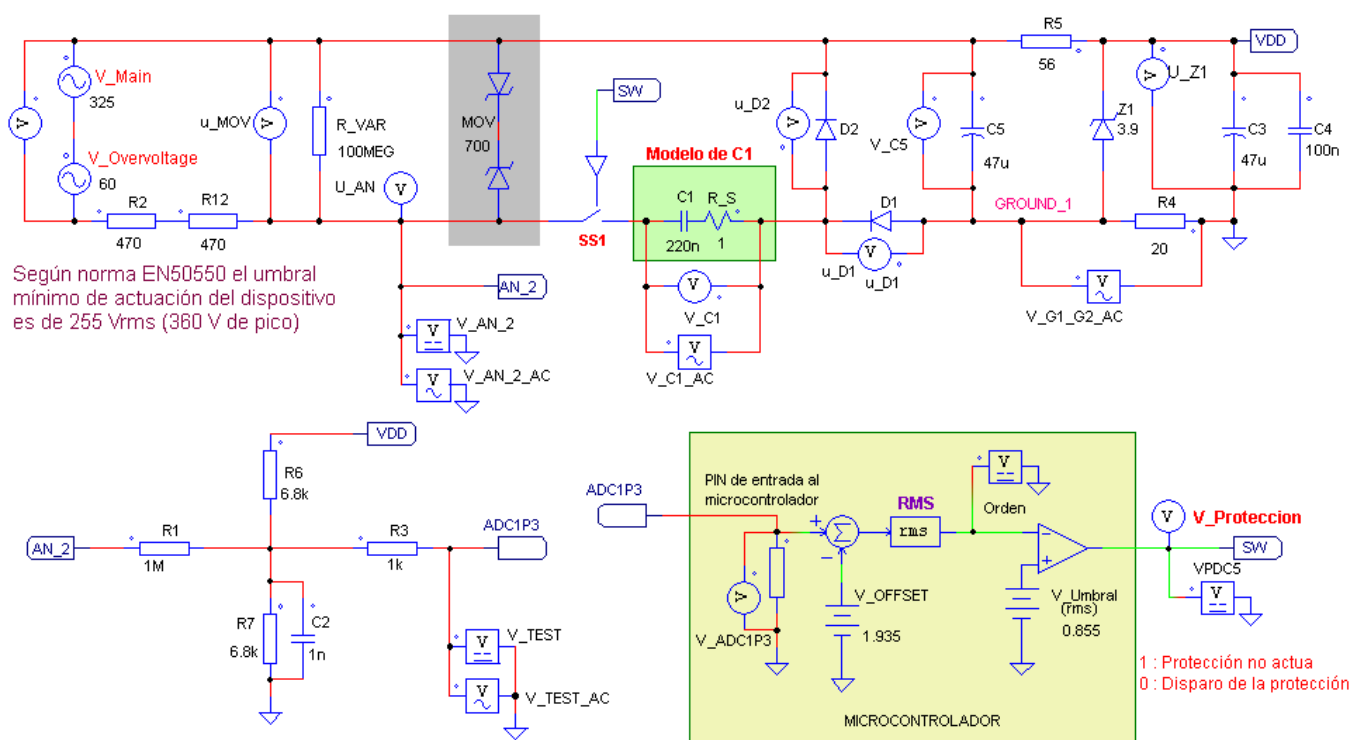 V_Main
325
V_Overvoltage
60
R2
470
R12
470
V
u_MOV
V
R_VAR
100MEG
U_AN
V
MOV
700
SW
SS1
Modelo de C1
C1
R_S
220n
1
V
V_C1
V
V_C1_AC
u_D2
V
D2
V_C5
V
C5
47u
D1
V
u_D1
u_D1
GROUND_1
R5
56
Z1
3.9
U_Z1
V
VDD
C3
47u
C4
100n
R4
20
V
V_G1_G2_AC
Según norma EN50550 el umbral
mínimo de actuación del dispositivo
es de 255 Vrms (360 V de pico)
AN_2
V_AN_2
V
V_AN_2_AC
V
VDD
R6
6.8k
AN_2
R1
1M
R3
1k
ADC1P3
R7
6.8k
C2
1n
V_TEST
V
V
V_TEST_AC
ADC1P3
PIN de entrada al
microcontrolador
V
V_ADC1P3
Σ
V_OFFSET
1.935
RMS
rms
V
Orden
V_Umbral
(rms)
0.855
MICROCONTROLADOR
V
V_Proteccion
SW
VPDC5
V
1 : Protección no actua
0 : Disparo de la protección